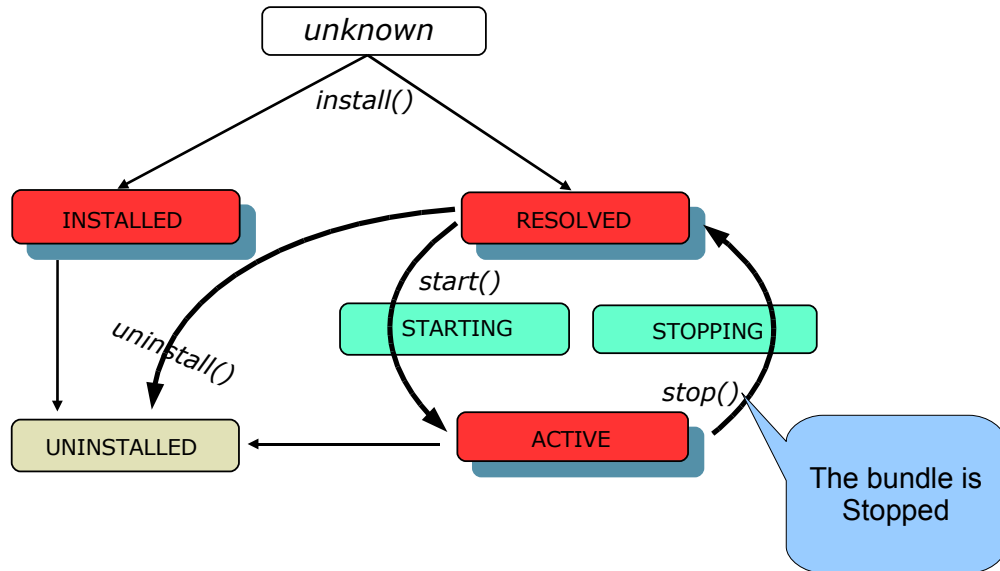 unknown
install()
INSTALLED
RESOLVED
start()
STARTING
STOPPING
uninstall()
stop()
UNINSTALLED
ACTIVE
The bundle is
Stopped